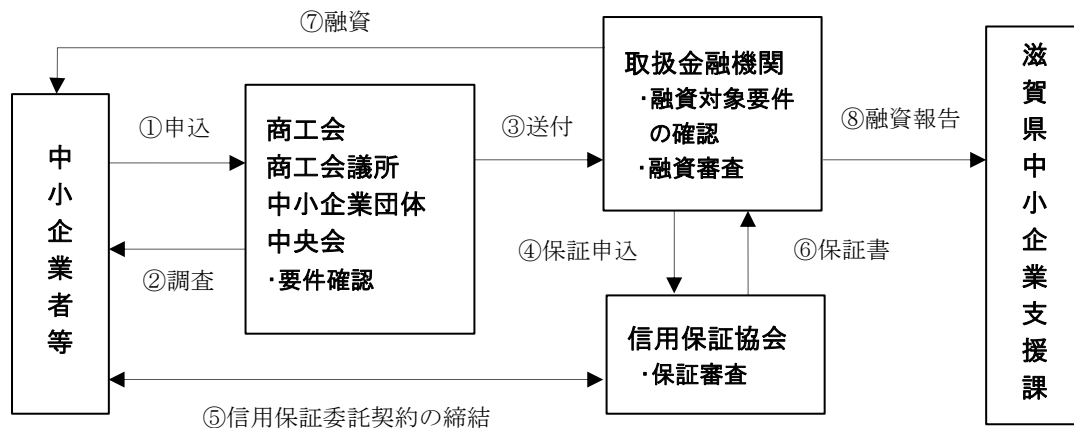 ⑦融資
中小企業者等
①申込
②調査
商工会
商工会議所
中小企業団体
中央会
・要件確認
③送付
取扱金融機関
・融資対象要件
の確認
・融資審査
④保証申込
⑥保証書
信用保証協会
・保証審査
⑤信用保証委託契約の締結
⑧融資報告
滋賀県中小企業支援課